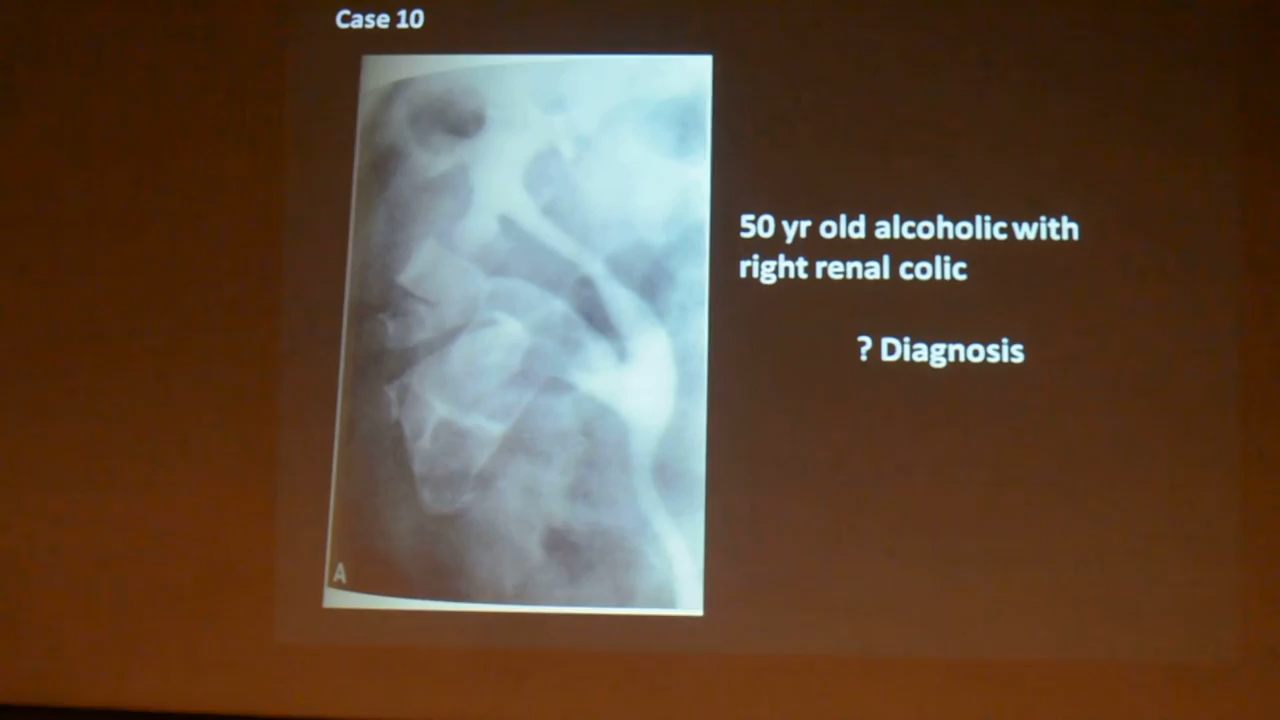 Case 10
50 yr old alcoholic with
right renal colic
? Diagnosis
A